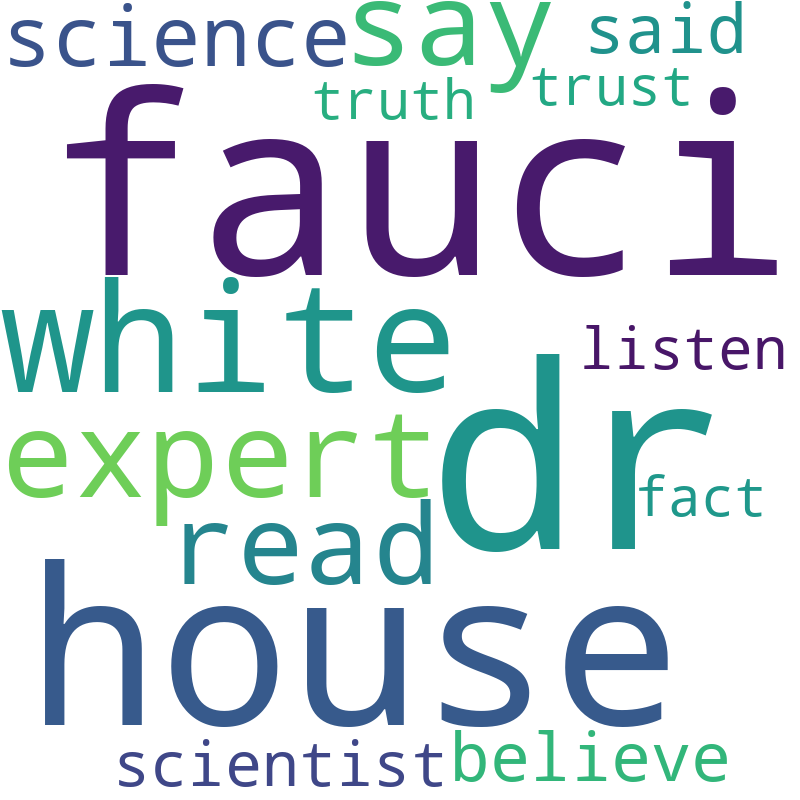 science say said
truth trust
fauci
white
listen
expert dr
fact
read
house
scientist believe